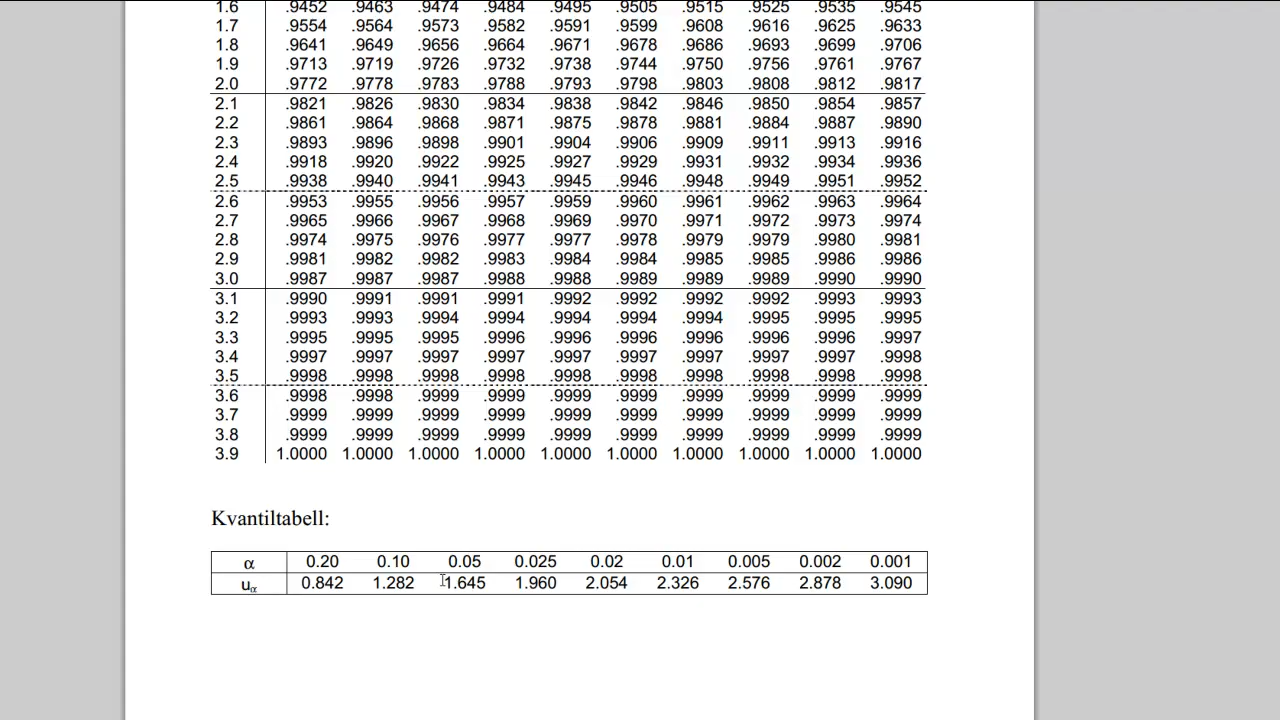 1.6 .9452 .9463 .9474 .9484 .9495 .9505 .9515 .9525 .9535 .9545
1.7 .9554 .9564 .9573 .9582 .9591 .9599 .9608 .9616 .9625 .9633
1.8 .9641 .9649 .9656 .9664 .9671 .9678 .9686 .9693 .9699 .9706
1.9 .9713 .9719 .9726 .9732 .9738 .9744 .9750 .9756 .9761 .9767
2.0 .9772 .9778 .9783 .9788 .9793 .9798 .9803 .9808 .9812 .9817
2.1 .9821 .9826 .9830 .9834 .9838 .9842 .9846 .9850 .9854 .9857
2.2 .9861 .9864 .9868 .9871 .9875 .9878 .9881 .9884 .9887 .9890
2.3 .9893 .9896 .9898 .9901 .9904 .9906 .9909 .9911 .9913 .9916
2.4 .9918 .9920 .9922 .9925 .9927 .9929 .9931 .9932 .9934 .9936
2.5 .9938 .9940 .9941 .9943 .9945 .9946 .9948 .9949 .9951 .9952
2.6 .9953 .9955 .9956 .9957 .9959 .9960 .9961 .9962 .9963 .9964
2.7 .9965 .9966 .9967 .9968 .9969 .9970 .9971 .9972 .9973 .9974
2.8 .9974 .9975 .9976 .9977 .9977 .9978 .9979 .9979 .9980 .9981
2.9 .9981 .9982 .9982 .9983 .9984 .9984 .9985 .9985 .9986 .9986
3.0 .9987 .9987 .9987 .9988 .9988 .9989 .9989 .9989 .9990 .9990
3.1 .9990 .9991 .9991 .9991 .9992 .9992 .9992 .9992 .9993 .9993
3.2 .9993 .9993 .9994 .9994 .9994 .9994 .9994 .9995 .9995 .9995
3.3 .9995 .9995 .9995 .9996 .9996 .9996 .9996 .9996 .9996 .9997
3.4 .9997 .9997 .9997 .9997 .9997 .9997 .9997 .9997 .9997 .9998
3.5 .9998 .9998 .9998 .9998 .9998 .9998 .9998 .9998 .9998 .9998
3.6 .9998 .9998 .9999 .9999 .9999 .9999 .9999 .9999 .9999 .9999
3.7 .9999 .9999 .9999 .9999 .9999 .9999 .9999 .9999 .9999 .9999
3.8 .9999 .9999 .9999 .9999 .9999 .9999 .9999 .9999 .9999 .9999
3.9 1.0000 1.0000 1.0000 1.0000 1.0000 1.0000 1.0000 1.0000 1.0000 1.0000
Kvantiltabell:
α 0.20 0.10 0.05 0.025 0.02 0.01 0.005 0.002 0.001
uα 0.842 1.282 1.645 1.960 2.054 2.326 2.576 2.878 3.090